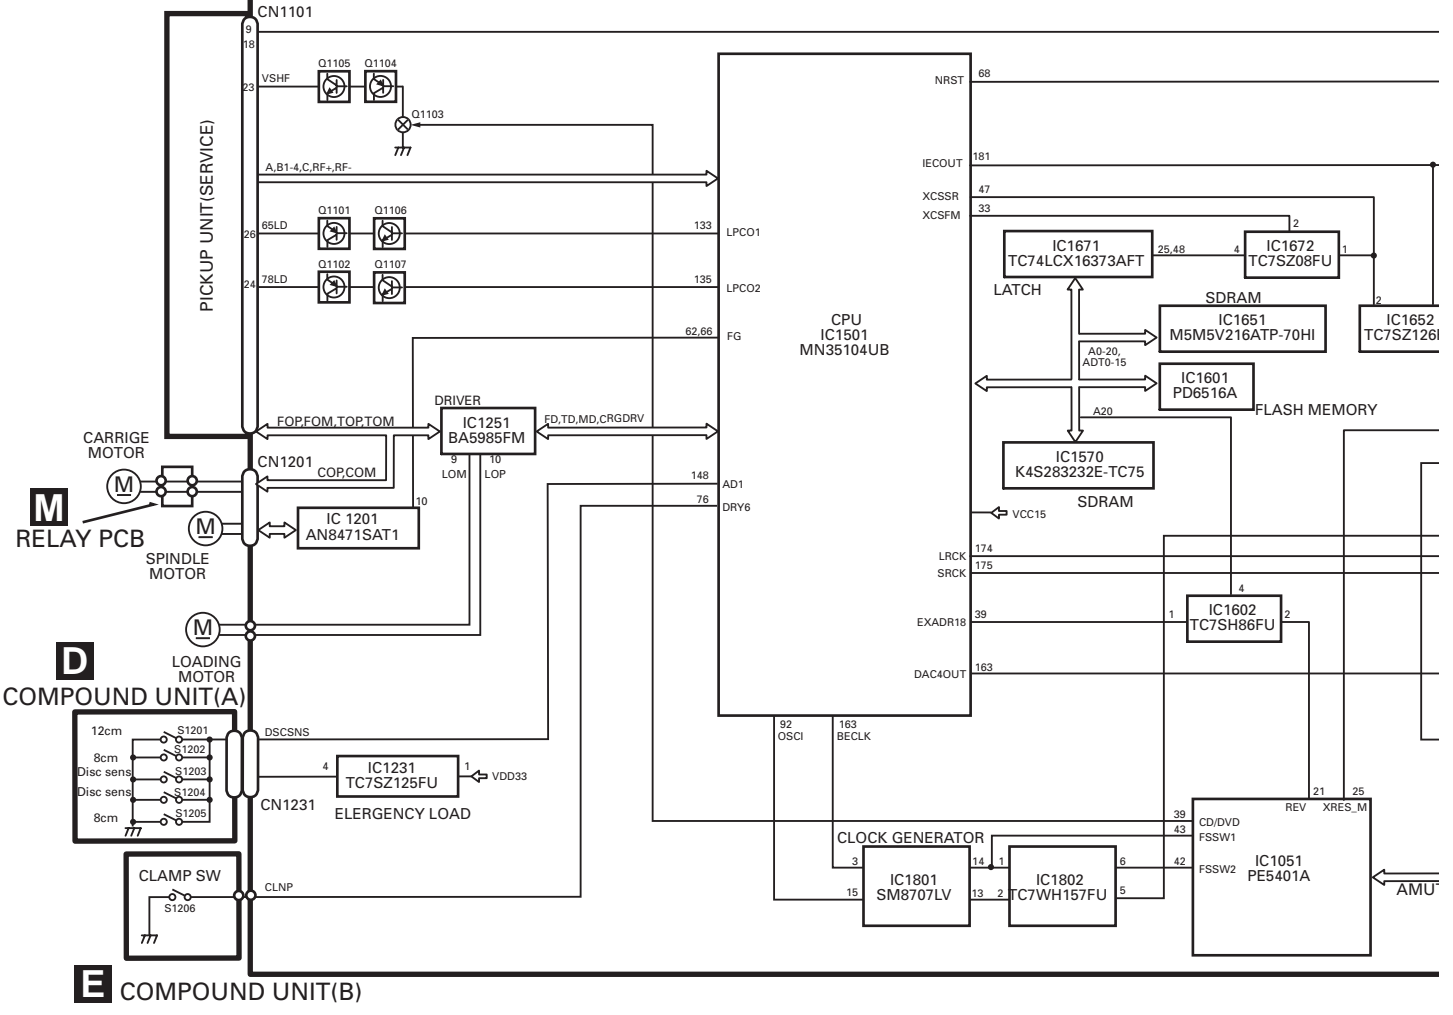 CN1101
9
18
Q1105
Q1104
23
VSHF
Q1103
PICKUP UNIT(SERVICE)
A,B1-4,C,RF+,RF-
Q1101
Q1106
26
65LD
133
LPCO1
Q1102
Q1107
24
78LD
135
LPCO2
62,66
FG
CPU
IC1501
MN35104UB
NRST
68
IECOUT
181
XCSSR
47
XCSFM
33
2
IC1671
TC74LCX16373AFT
25,48
4
IC1672
TC7SZ08FU
1
LATCH
SDRAM
IC1651
M5M5V216ATP-70HI
2
IC1652
TC7SZ126
A0-20,
ADT0-15
IC1601
PD6516A
FLASH MEMORY
A20
IC1570
K4S283232E-TC75
SDRAM
VCC15
DRIVER
IC1251
BA5985FM
FOP,FOM,TOP,TOM
FD,TD,MD,CRGDRV
9
10
LOM
LOP
CARRIGE
MOTOR
CN1201
COP,COM
M
M
RELAY PCB
M
SPINDLE
MOTOR
10
IC 1201
AN8471SAT1
148
AD1
76
DRY6
LRCK
174
SRCK
175
4
EXADR18
39
1
IC1602
TC7SH86FU
2
DAC4OUT
163
M
LOADING
MOTOR
D
COMPOUND UNIT(A)
12cm
S1201
8cm
S1202
Disc sens
S1203
Disc sens
S1204
8cm
S1205
DSCSNS
CN1231
4
IC1231
TC7SZ125FU
1
VDD33
ELERGENCY LOAD
92
OSCI
163
BECLK
CLAMP SW
S1206
CLNP
E
COMPOUND UNIT(B)
CLOCK GENERATOR
3
15
IC1801
SM8707LV
14
13
1
2
IC1802
TC7WH157FU
6
5
39
43
42
CD/DVD
FSSW1
FSSW2
REV
21
XRES_M
25
IC1051
PE5401A
AMUT